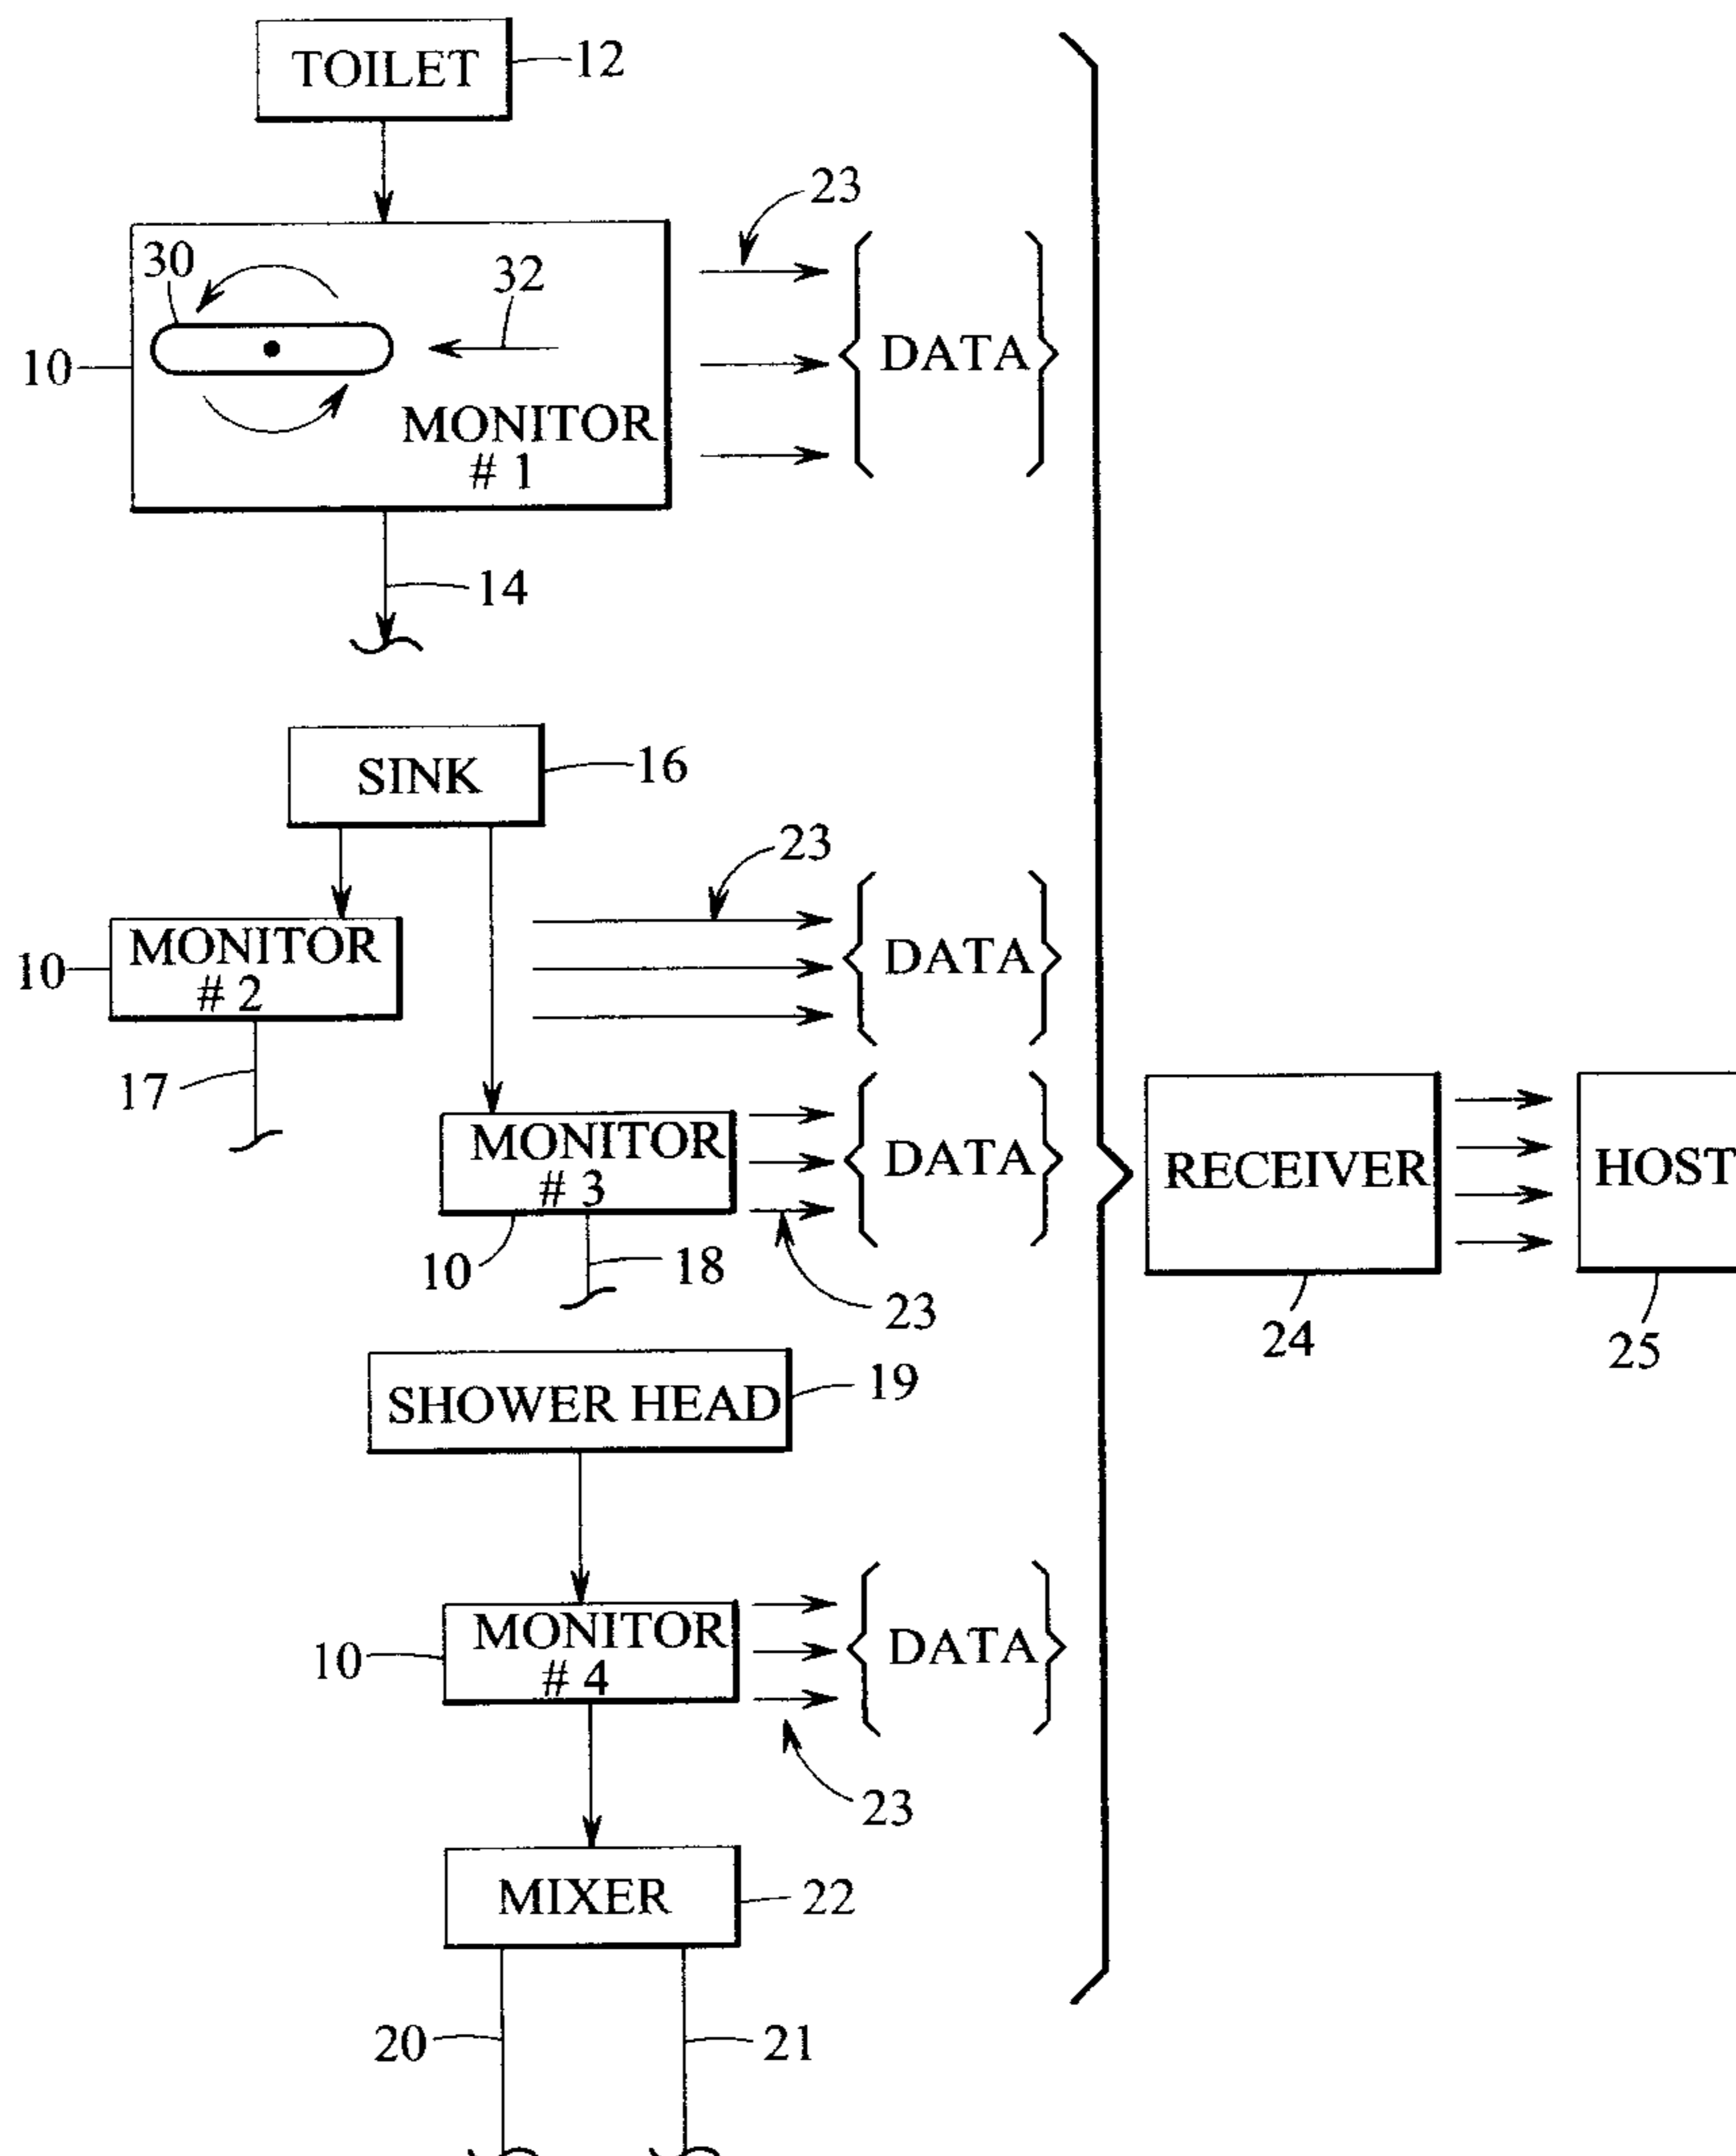 TOILET
12
23
30
32
10
DATA
MONITOR
# 1
14
SINK
16
23
MONITOR
# 2
10
DATA
17
MONITOR
# 3
DATA
10
18
23
RECEIVER
HOST
24
25
SHOWER HEAD
19
MONITOR
# 4
10
DATA
23
MIXER
22
20
21